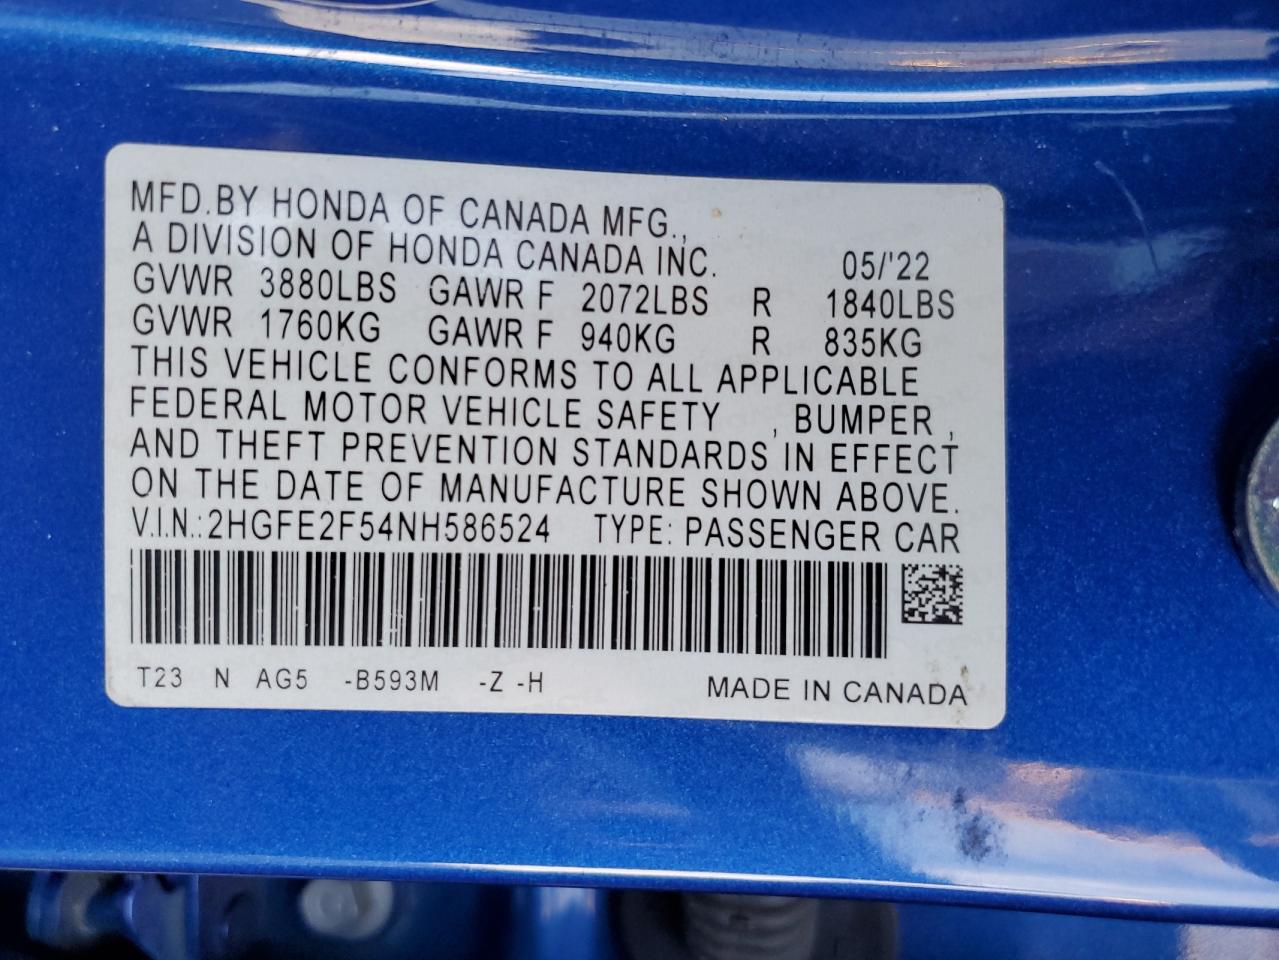 MFD.BY HONDA OF CANADA MFG.,
A DIVISION OF HONDA CANADA INC. 05/'22
GVWR 3880LBS GAWR F 2072LBS R 1840LBS
GVWR 1760KG GAWR F 940KG R 835KG
THIS VEHICLE CONFORMS TO ALL APPLICABLE
FEDERAL MOTOR VEHICLE SAFETY , BUMPER ,
AND THEFT PREVENTION STANDARDS IN EFFECT
ON THE DATE OF MANUFACTURE SHOWN ABOVE.
V.I.N.:2HGFE2F54NH586524 TYPE: PASSENGER CAR
T23 N AG5 -B593M -Z -H MADE IN CANADA